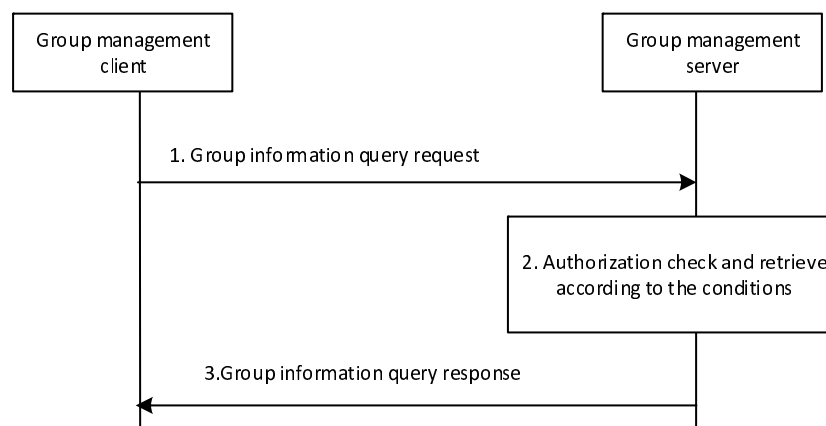 Group management
client
Group management
server
1. Group information query request
2. Authorization check and retrieve
according to the conditions
3.Group information query response